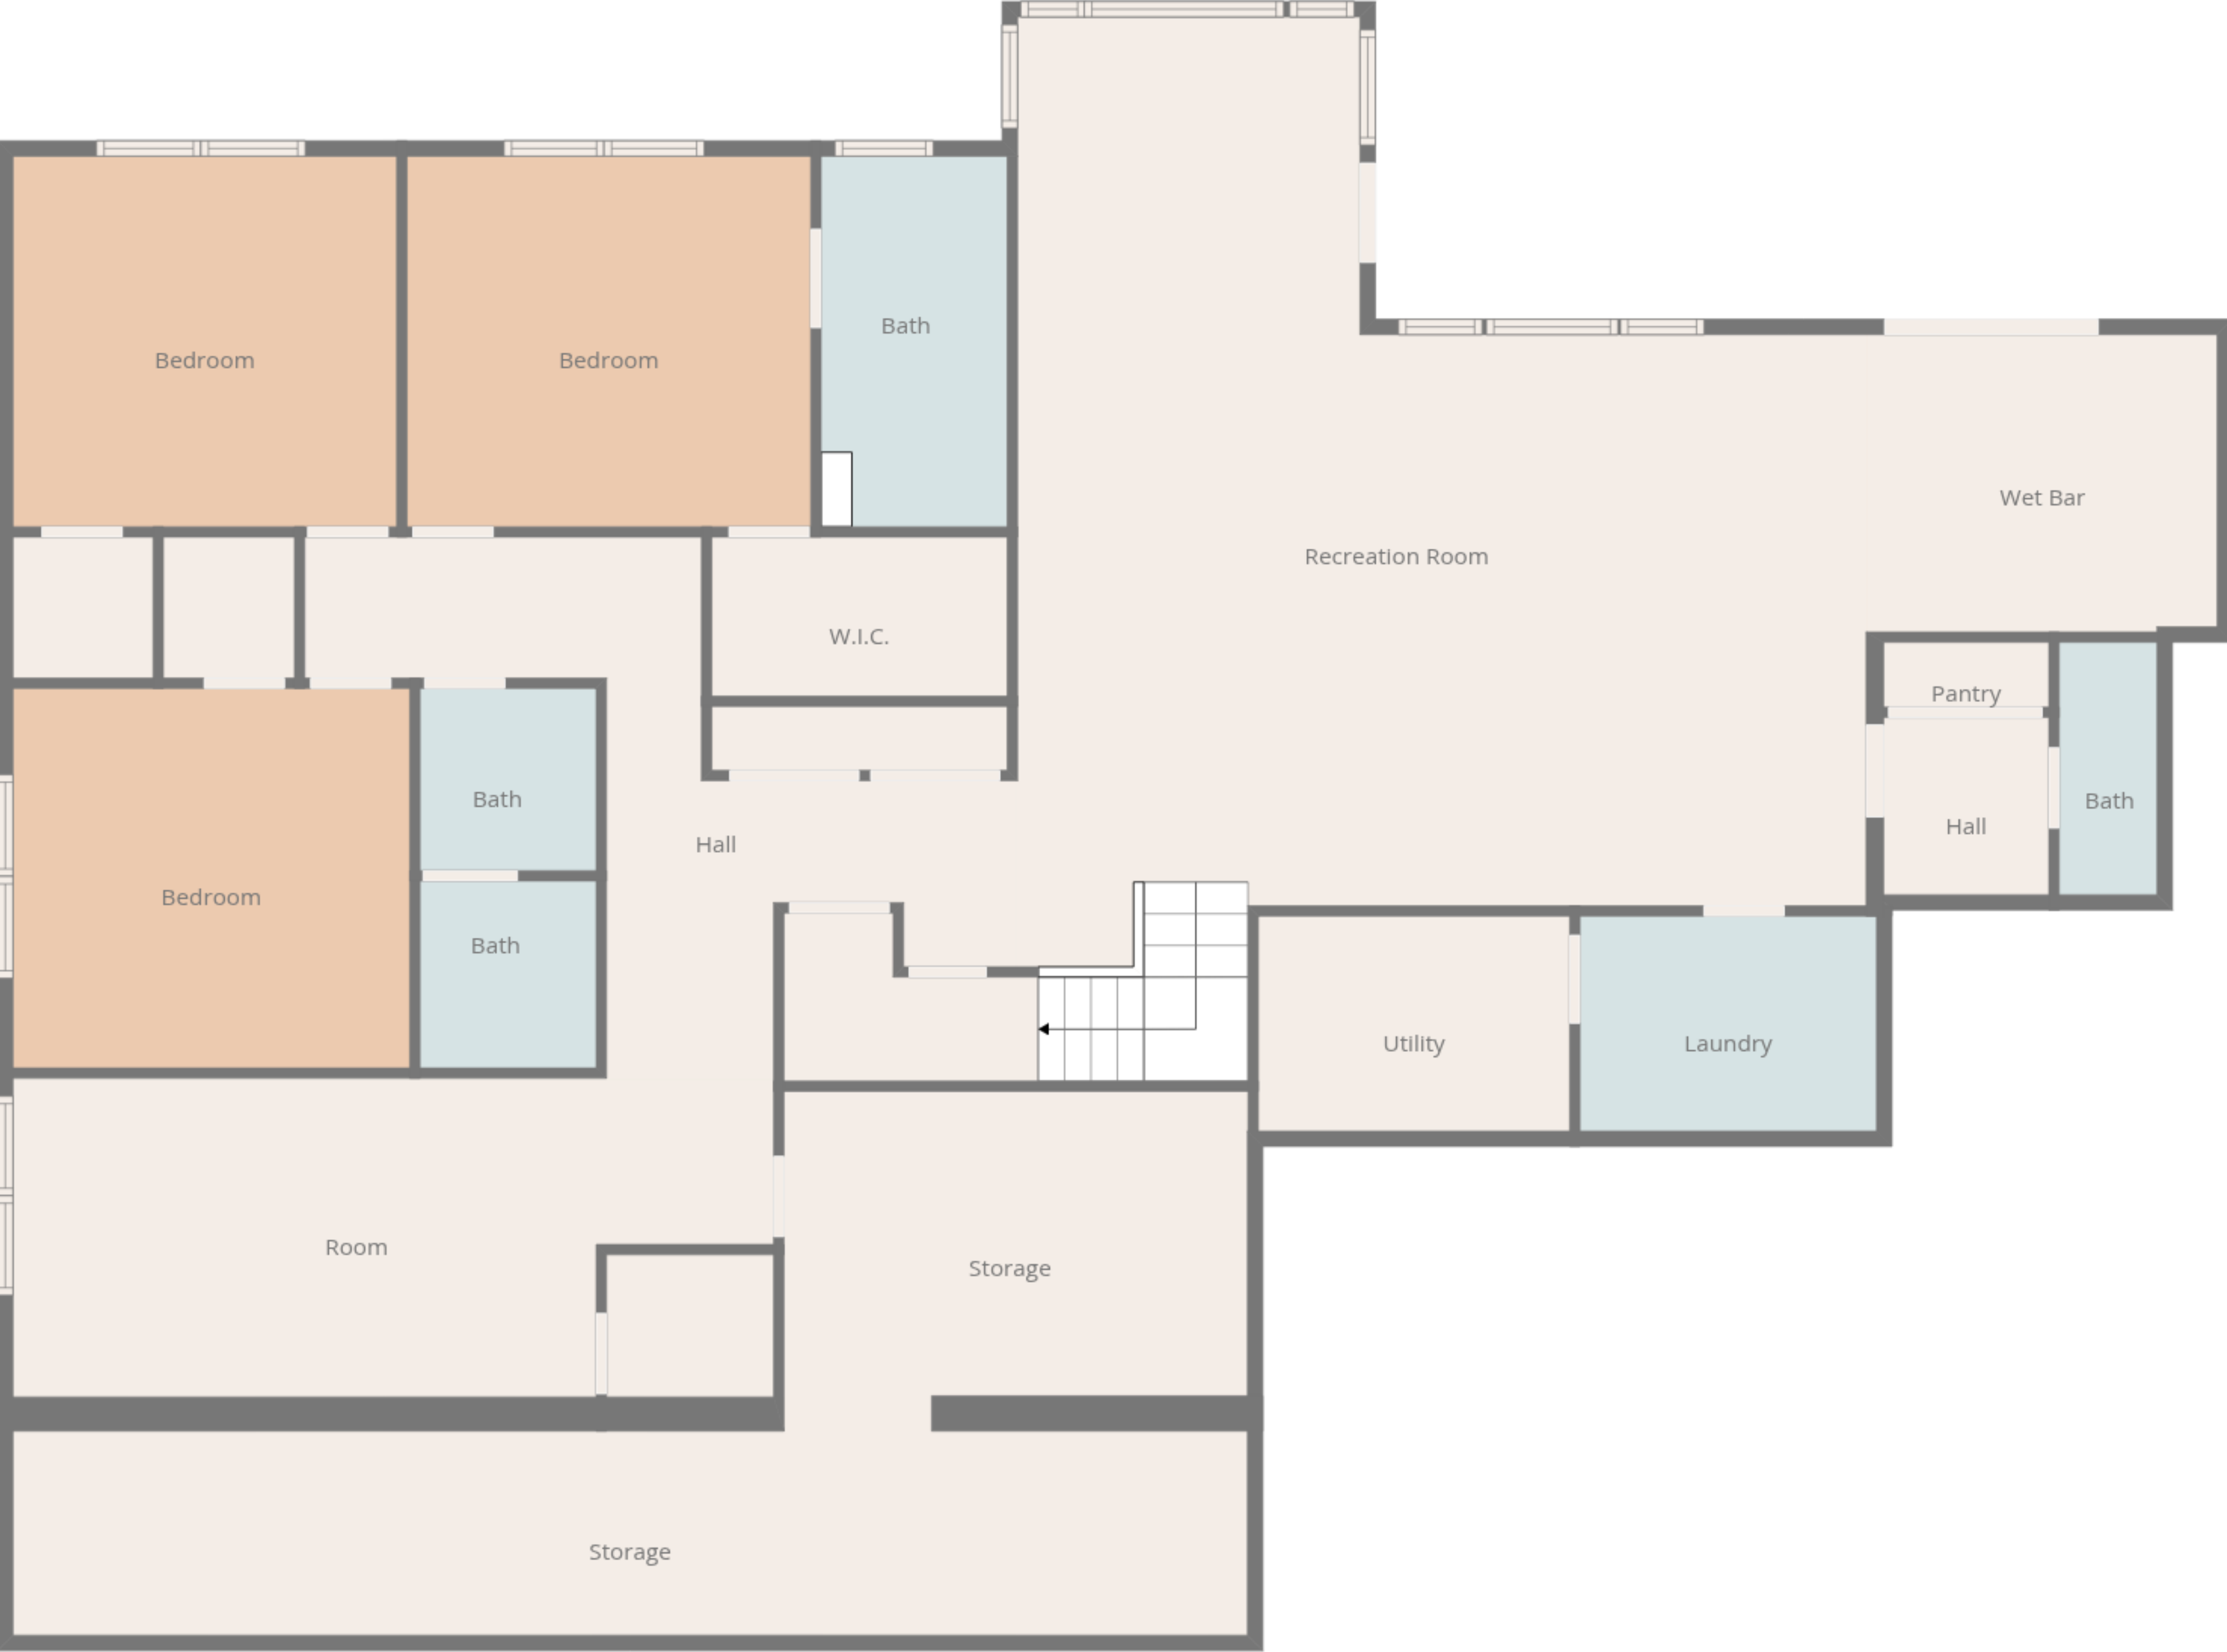 Bath
Bedroom
Bedroom
Wet Bar
Recreation Room
W.I.C.
Pantry
Bath
Bath
Hall
Hall
Bedroom
Bath
Utility
Laundry
Room
Storage
Storage